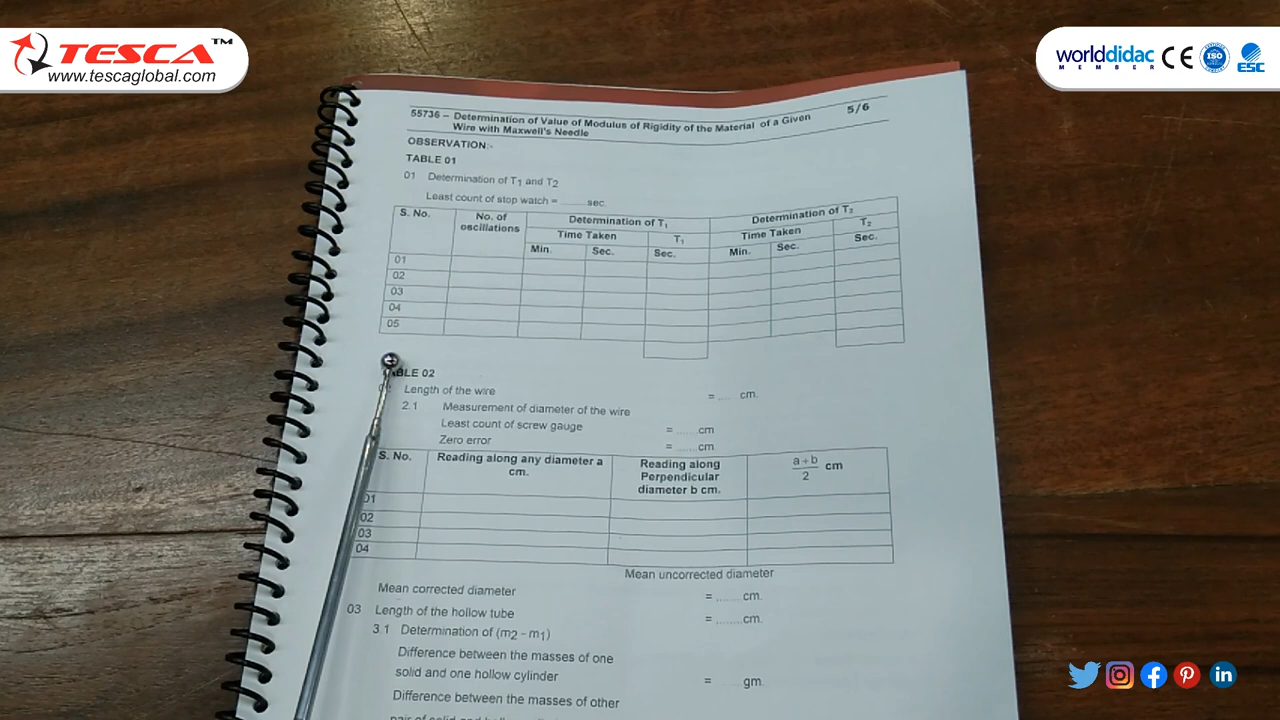 TESCA™
www.tescaglobal.com
worlddidac
MEMBER
CE
ISO
ESC
55736 – Determination of Value of Modulus of Rigidity of the Material of a Given 5/6
Wire with Maxwell's Needle
OBSERVATION:-
TABLE 01
01 Determination of T1 and T2
Least count of stop watch = ........ sec.
S. No. No. of oscillations Determination of T1 Determination of T2
Time Taken T1 Time Taken T2
Min. Sec. Sec. Min. Sec. Sec.
01
02
03
04
05
BLE 02
Length of the wire = .... cm.
2.1 Measurement of diameter of the wire
Least count of screw gauge = .......cm
Zero error = .......cm
S. No. Reading along any diameter a cm. Reading along Perpendicular diameter b cm. a+b/2 cm
01
02
03
04
Mean uncorrected diameter
Mean corrected diameter = ........ cm.
03 Length of the hollow tube = ........cm.
3.1 Determination of (m2 – m1)
Difference between the masses of one
solid and one hollow cylinder = gm.
Difference between the masses of other